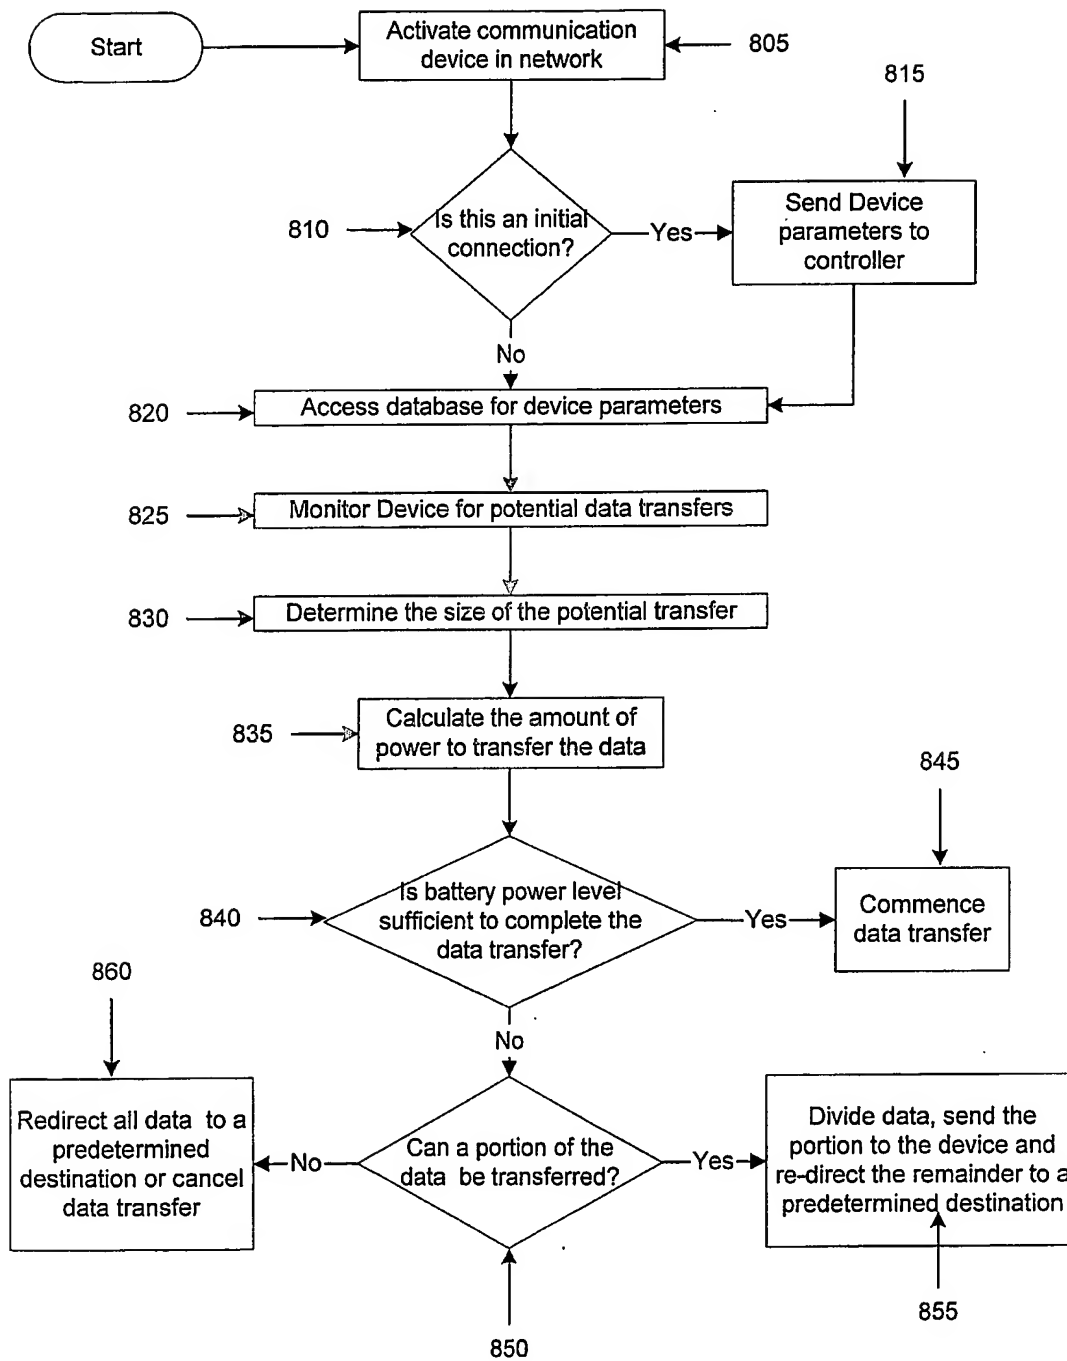 Start
Activate communication
device in network
805
815
810
Is this an initial
connection?
Yes
Send Device
parameters to
controller
No
820
Access database for device parameters
825
Monitor Device for potential data transfers
830
Determine the size of the potential transfer
835
Calculate the amount of
power to transfer the data
845
840
Is battery power level
sufficient to complete the
data transfer?
Yes
Commence
data transfer
860
No
Redirect all data to a
predetermined
destination or cancel
data transfer
No
Can a portion of the
data be transferred?
Yes
Divide data, send the
portion to the device and
re-direct the remainder to a
predetermined destination
855
850